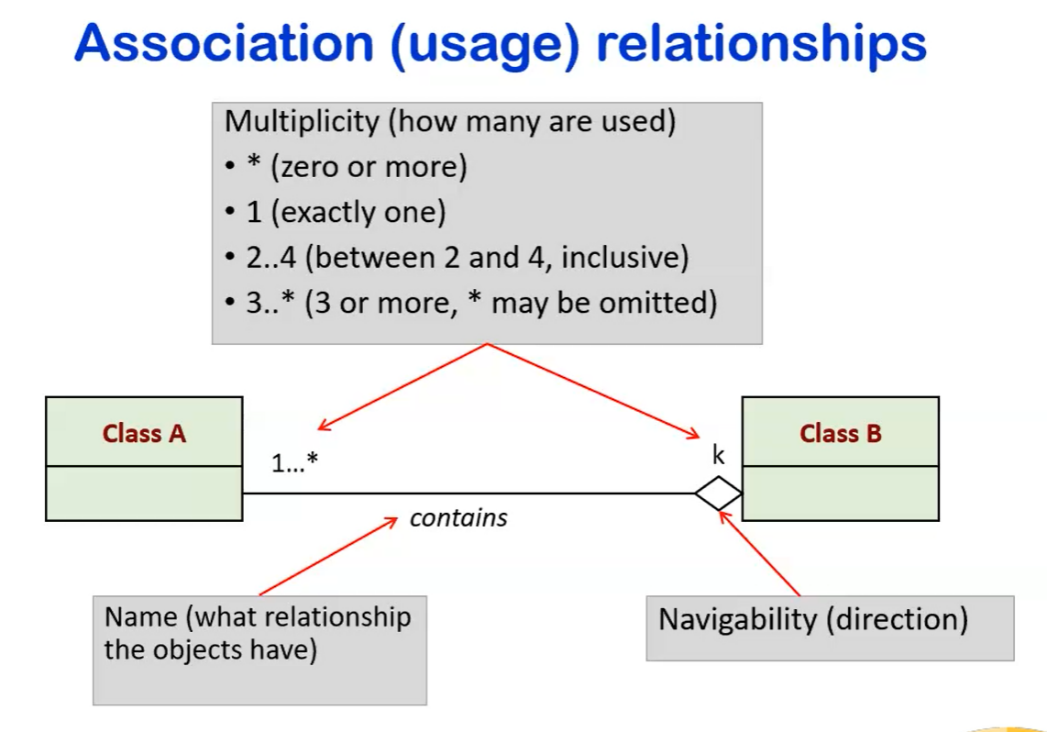 Association (usage) relationships
Multiplicity (how many are used)
• * (zero or more)
• 1 (exactly one)
• 2..4 (between 2 and 4, inclusive)
• 3..* (3 or more, * may be omitted)
Class A
Class B
1...*
k
contains
Name (what relationship
the objects have)
Navigability (direction)